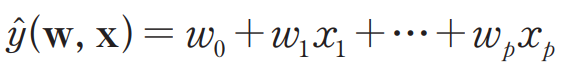 ŷ(w, x) = w₀ + w₁x₁ + ⋯ + wₚxₚ